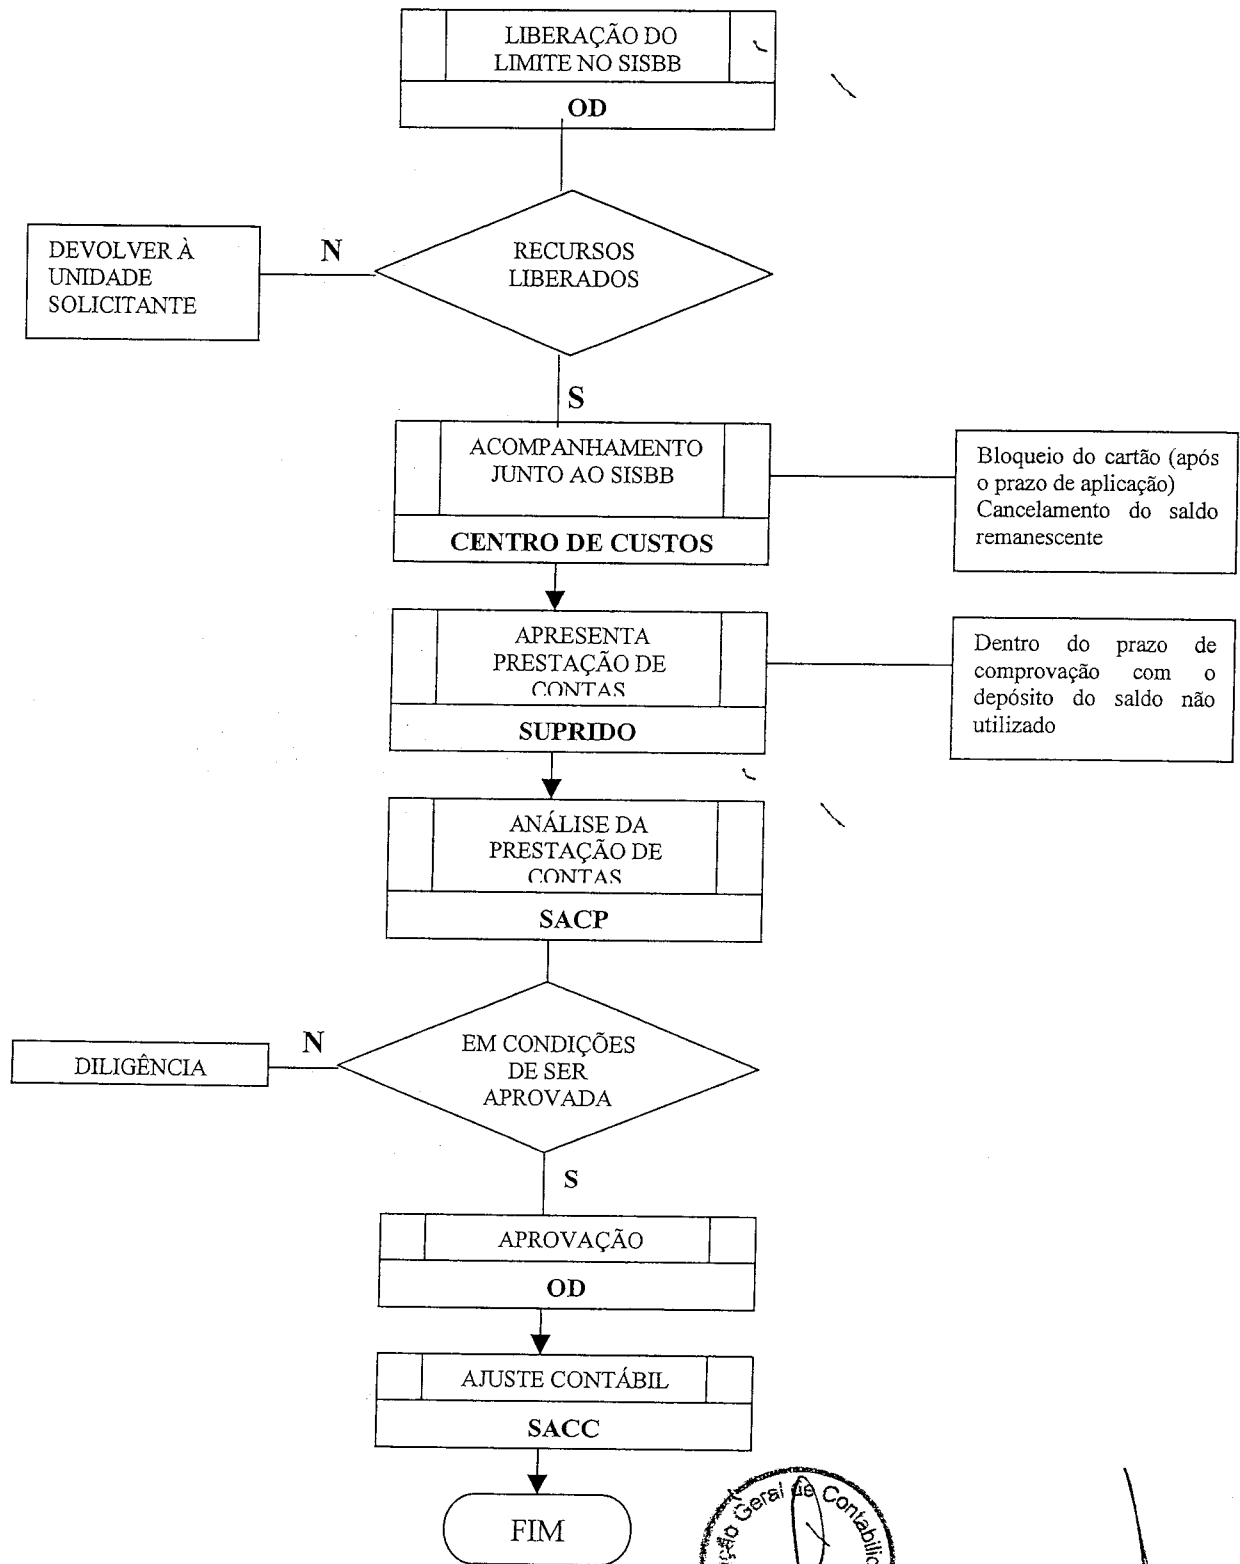 LIBERAÇÃO DO
LIMITE NO SISBB
OD
RECURSOS
LIBERADOS
N
DEVOLVER À
UNIDADE
SOLICITANTE
S
ACOMPANHAMENTO
JUNTO AO SISBB
CENTRO DE CUSTOS
Bloqueio do cartão (após
o prazo de aplicação)
Cancelamento do saldo
remanescente
APRESENTA
PRESTAÇÃO DE
CONTAS
SUPRIDO
Dentro do prazo de
comprovação com o
depósito do saldo não
utilizado
ANÁLISE DA
PRESTAÇÃO DE
CONTAS
SACP
EM CONDIÇÕES
DE SER
APROVADA
N
DILIGÊNCIA
S
APROVAÇÃO
OD
AJUSTE CONTÁBIL
SACC
FIM
Geral de